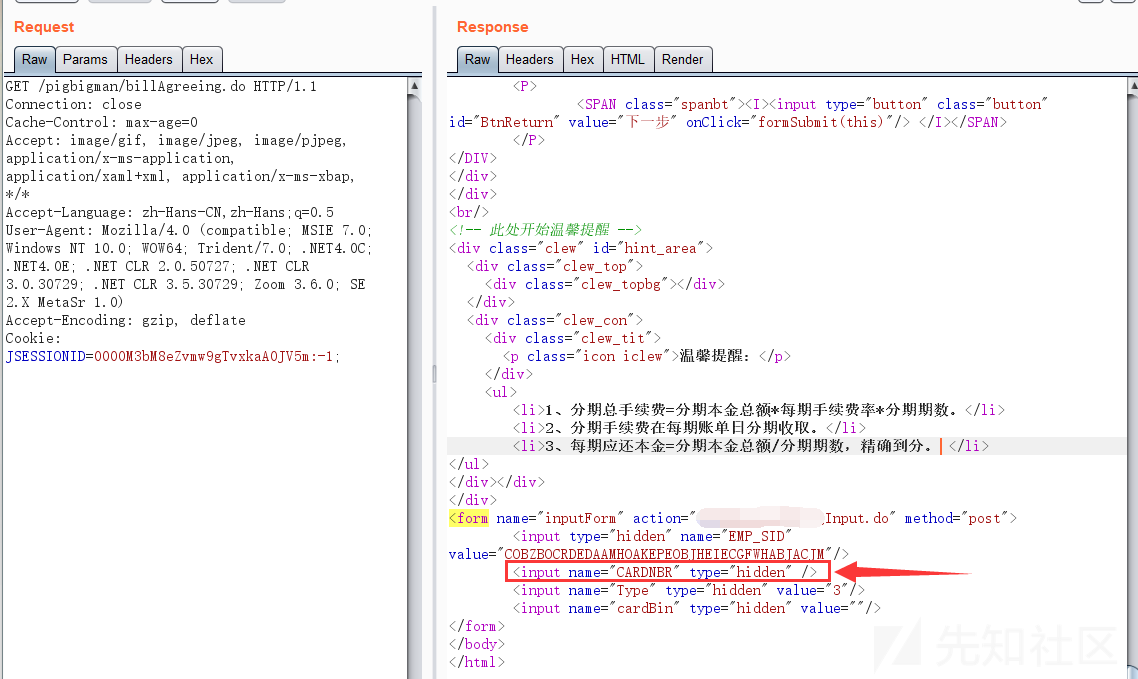 Request
Raw Params Headers Hex
GET /pigbigman/billAgreeing.do HTTP/1.1
Connection: close
Cache-Control: max-age=0
Accept: image/gif, image/jpeg, image/pjpeg,
application/x-ms-application,
application/xaml+xml, application/x-ms-xbap,
*/*
Accept-Language: zh-Hans-CN,zh-Hans;q=0.5
User-Agent: Mozilla/4.0 (compatible; MSIE 7.0;
Windows NT 10.0; WOW64; Trident/7.0; .NET4.0C;
.NET4.0E; .NET CLR 2.0.50727; .NET CLR
3.0.30729; .NET CLR 3.5.30729; Zoom 3.6.0; SE
2.X MetaSr 1.0)
Accept-Encoding: gzip, deflate
Cookie:
JSESSIONID=0000M3bM8eZvmw9gTvxkaA0JV5m:-1;
Response
Raw Headers Hex HTML Render
<P>
<SPAN class="spanbt"><I><input type="button" class="button"
id="BtnReturn" value="下一步" onClick="formSubmit(this)"/> </I></SPAN>
</P>
</DIV>
</div>
</div>
<br/>
<!-- 此处开始温馨提醒 -->
<div class="clew" id="hint_area">
<div class="clew_top">
<div class="clew_topbg"></div>
</div>
<div class="clew_con">
<div class="clew_tit">
<p class="icon iclew">温馨提醒：</p>
</div>
<ul>
<li>1、分期总手续费=分期本金总额*每期手续费率*分期期数。</li>
<li>2、分期手续费在每期账单日分期收取。</li>
<li>3、每期应还本金=分期本金总额/分期期数，精确到分。 </li>
</ul>
</div></div>
</div>
<form name="inputForm" action="_Input.do" method="post">
<input type="hidden" name="EMP_SID"
value="COBZBOCRDEDAAMHOAKEPEOBJHEIECGFWHABJACJM"/>
<input name="CARDNBR" type="hidden" />
<input name="Type" type="hidden" value="3"/>
<input name="cardBin" type="hidden" value=""/>
</form>
</body>
</html>
先知社区